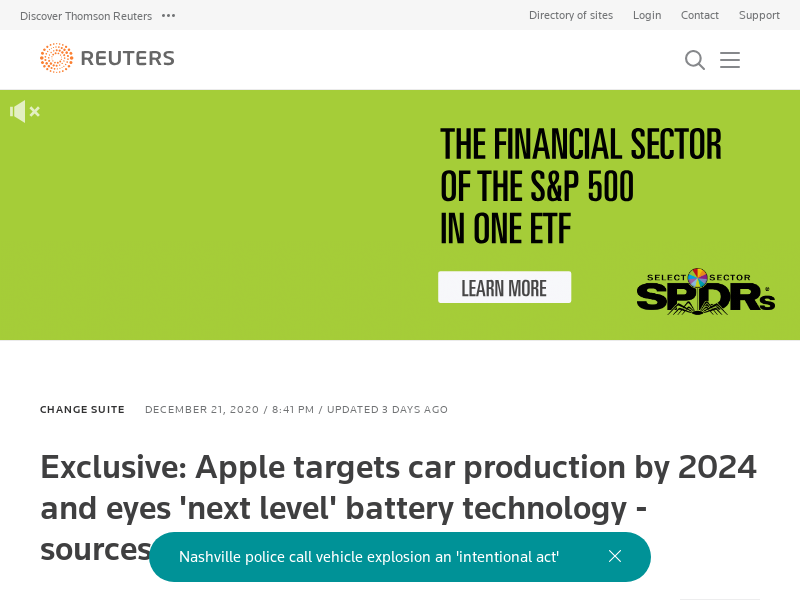 Discover Thomson Reuters
Directory of sites Login Contact Support
REUTERS
THE FINANCIAL SECTOR
OF THE S&P 500
IN ONE ETF
LEARN MORE
SELECT SECTOR
SPDRs
CHANGE SUITE DECEMBER 21, 2020 / 8:41 PM / UPDATED 3 DAYS AGO
Exclusive: Apple targets car production by 2024
and eyes 'next level' battery technology -
sources
Nashville police call vehicle explosion an 'intentional act'